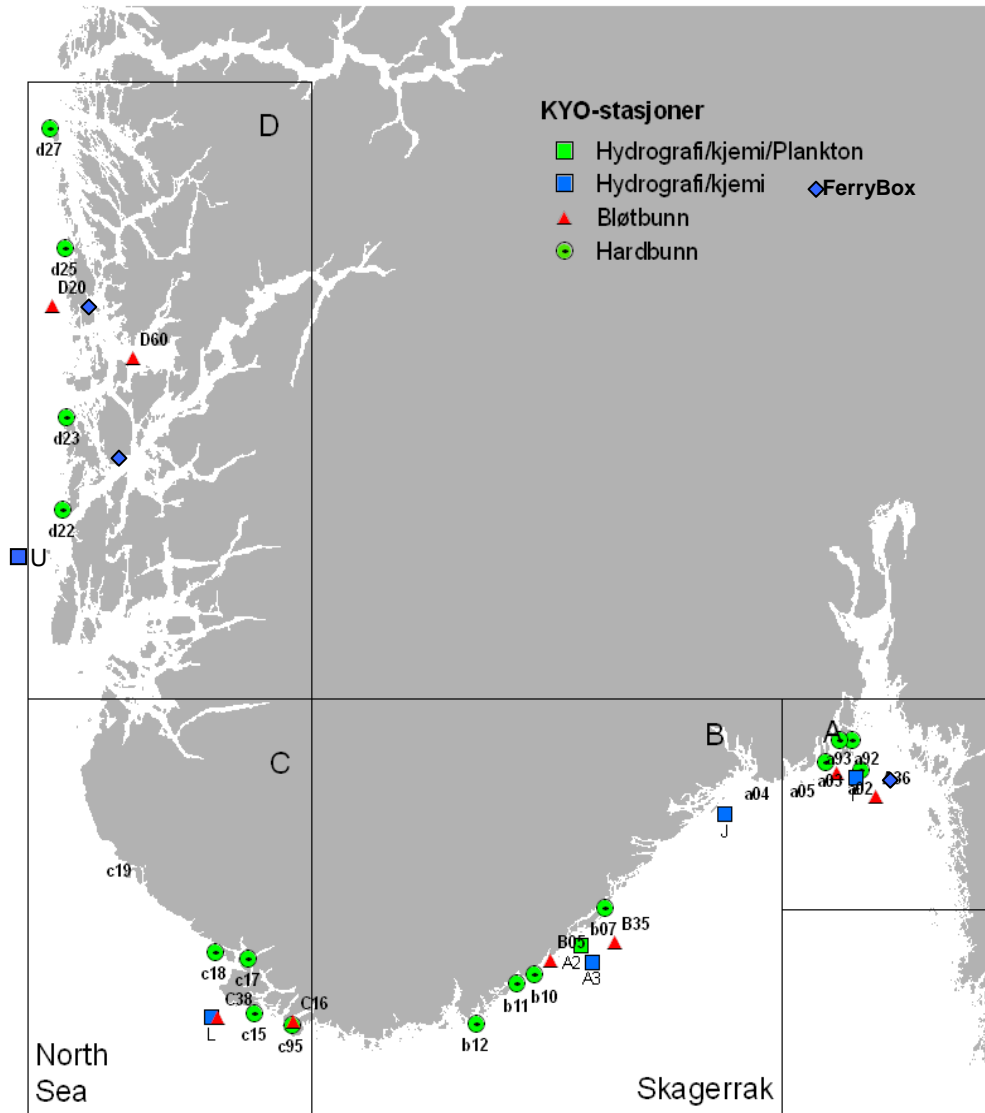 D
KYO-stasjoner
Hydrografi/kjemi/Plankton
Hydrografi/kjemi
FerryBox
Bløtbunn
Hardbunn
d27
d25
D20
D60
d23
d22
U
C
B
A
a93
a92
a03
a02
a05
a04
J
c19
b07
B35
B05
A2
A3
b10
b11
b12
c18
c17
C38
C16
L
c15
c95
North
Sea
Skagerrak